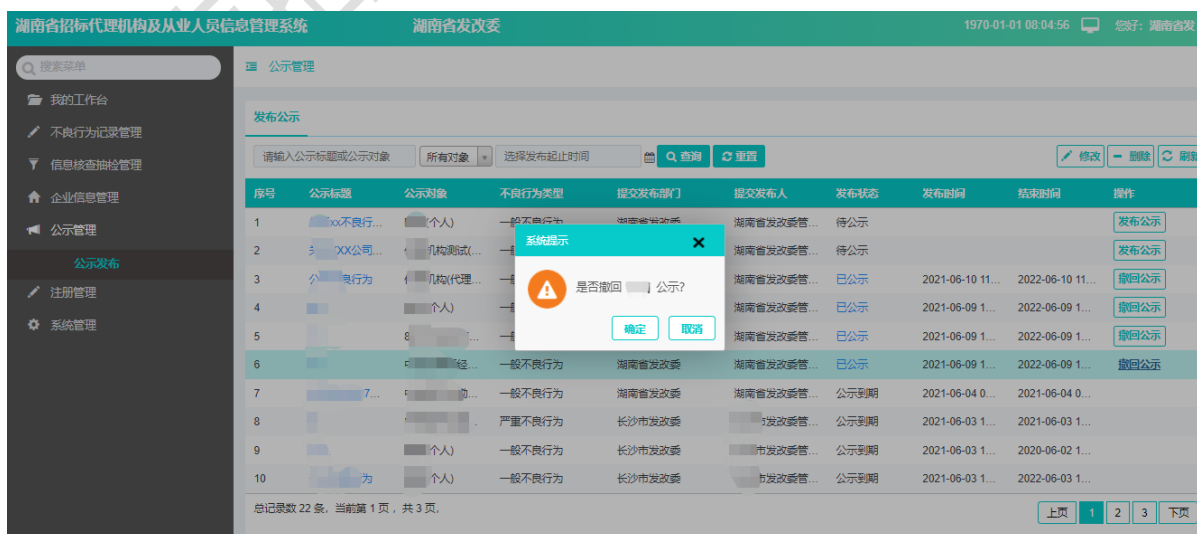 湖南省招标代理机构及从业人员信息管理系统 湖南省发改委 1970-01-01 08:04:56 您好: 湖南省发
搜索菜单
公示管理
我的工作台
不良行为记录管理
信息核查抽检管理
企业信息管理
公示管理
公示发布
注册管理
系统管理
发布公示
请输入公示标题或公示对象 所有对象 选择发布起止时间 查询 重置 修改 删除 刷新
序号 公示标题 公示对象 不良行为类型 提交发布部门 提交发布人 发布状态 发布时间 结束时间 操作
1 xx不良行... 个人) 一般不良行为 湖南省发改委 湖南省发改委管... 待公示 发布公示
2 XX公司... 机构测试(... 一 湖南省发改委管... 待公示 发布公示
3 公 良行为 机构(代理... 一 湖南省发改委管... 已公示 2021-06-10 11... 2022-06-10 11... 撤回公示
4 个人) 一 湖南省发改委管... 已公示 2021-06-09 1... 2022-06-09 1... 撤回公示
5 ... 一 湖南省发改委管... 已公示 2021-06-09 1... 2022-06-09 1... 撤回公示
6 经... 一般不良行为 湖南省发改委 湖南省发改委管... 已公示 2021-06-09 1... 2022-06-09 1... 撤回公示
7 7... ... 一般不良行为 湖南省发改委 湖南省发改委管... 公示到期 2021-06-04 0... 2021-06-04 0...
8 严重不良行为 长沙市发改委 市发改委管... 公示到期 2021-06-03 1... 2021-06-03 1...
9 个人) 一般不良行为 长沙市发改委 市发改委管... 公示到期 2021-06-03 1... 2020-06-02 1...
10 为 个人) 一般不良行为 长沙市发改委 市发改委管... 公示到期 2021-06-03 1... 2022-06-03 1...
系统提示
是否撤回 公示?
确定 取消
总记录数 22 条, 当前第 1 页 , 共 3 页,
上页 1 2 3 下页